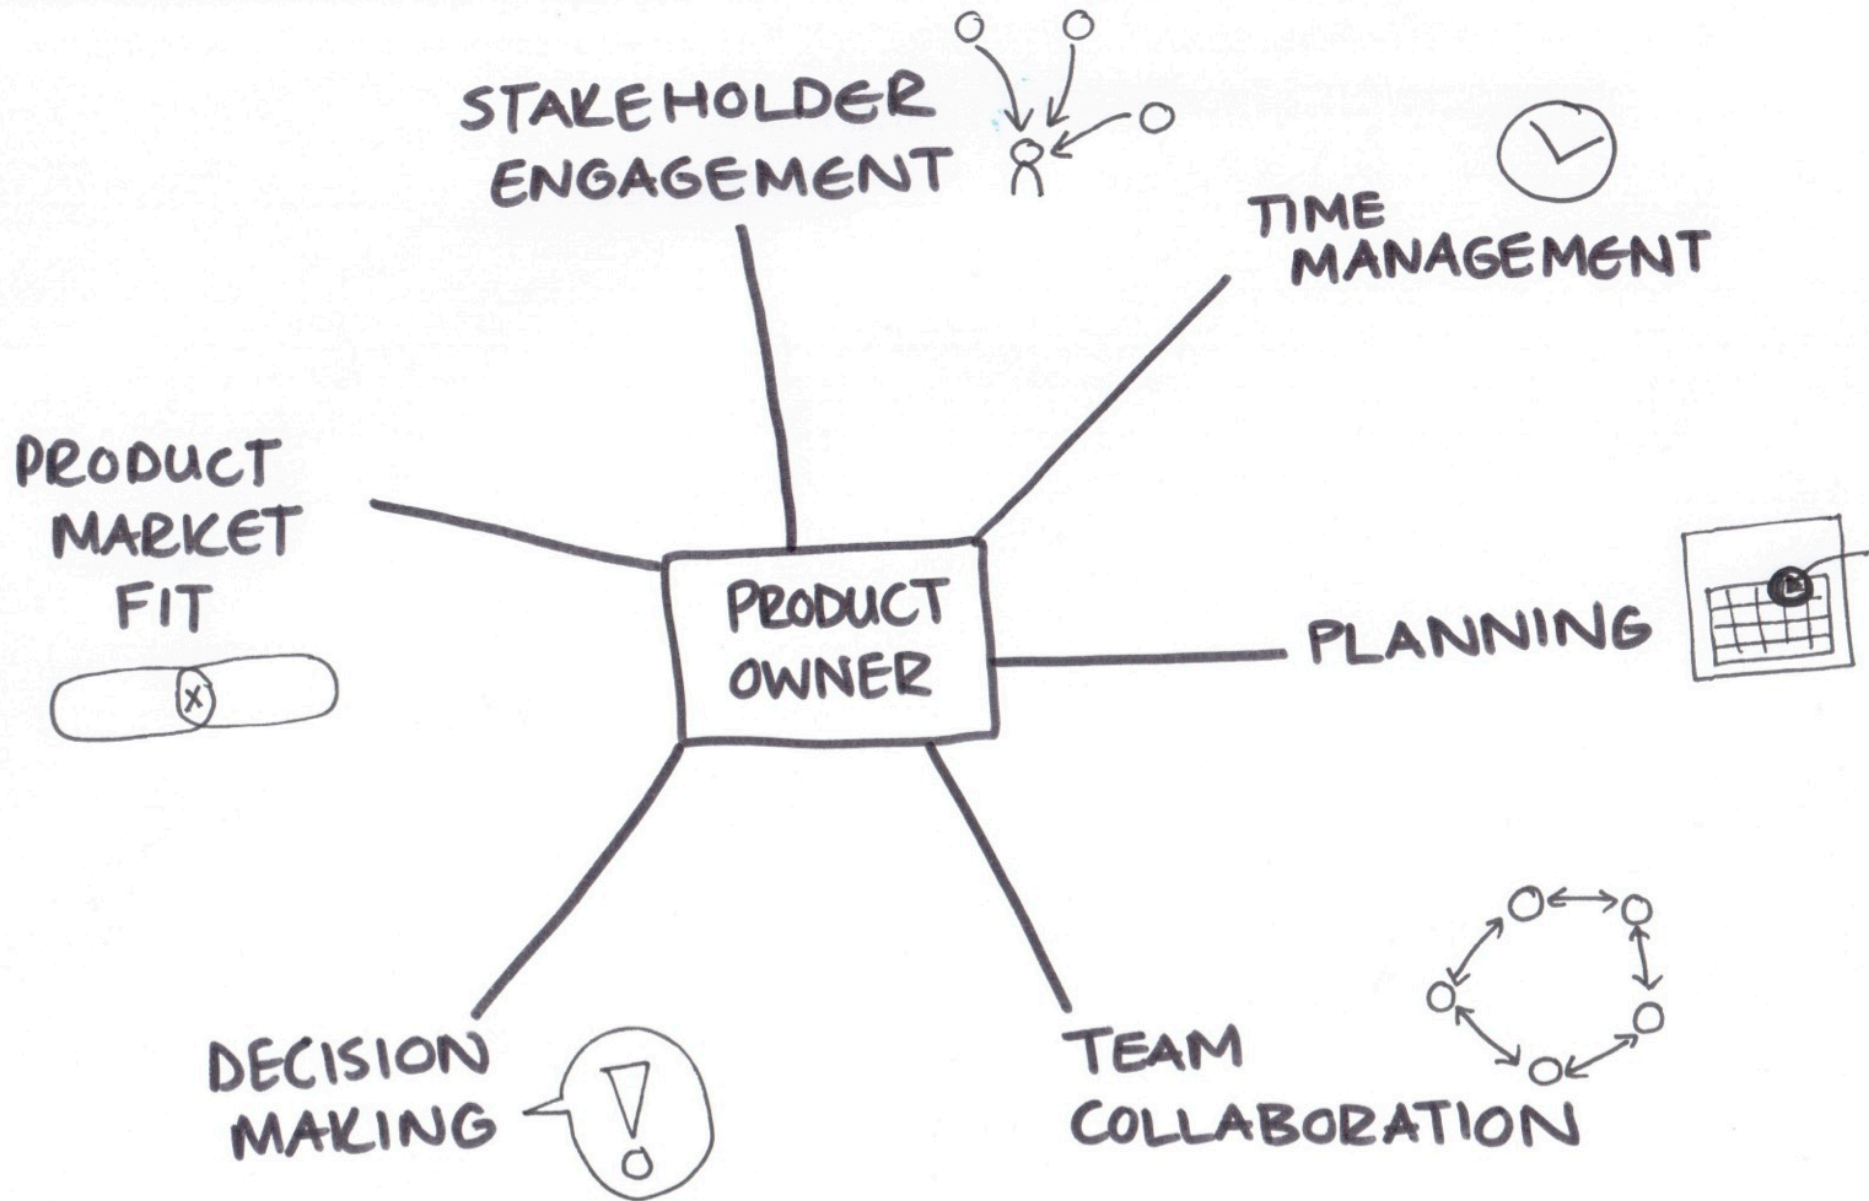 STAKEHOLDER
ENGAGEMENT
TIME
MANAGEMENT
PRODUCT
MARKET
FIT
X
PRODUCT
OWNER
PLANNING
DECISION
MAKING
!
TEAM
COLLABORATION